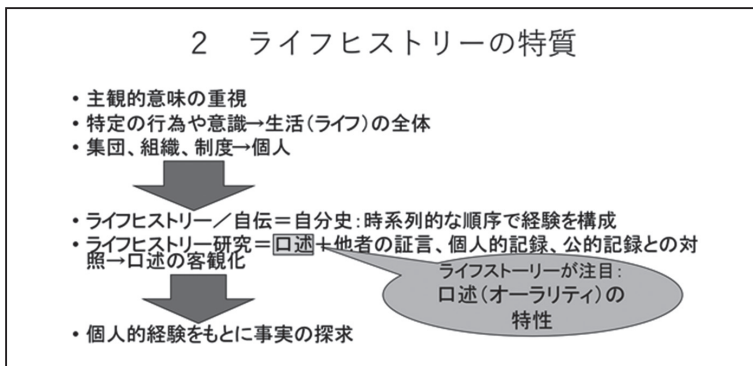 2　ライフヒストリーの特質
・主観的意味の重視
・特定の行為や意識→生活(ライフ)の全体
・集団、組織、制度→個人
・ライフヒストリー／自伝＝自分史:時系列的な順序で経験を構成
・ライフヒストリー研究＝口述＋他者の証言、個人的記録、公的記録との対
照→口述の客観化
ライフストーリーが注目:
口述(オーラリティ)の
特性
・個人的経験をもとに事実の探求